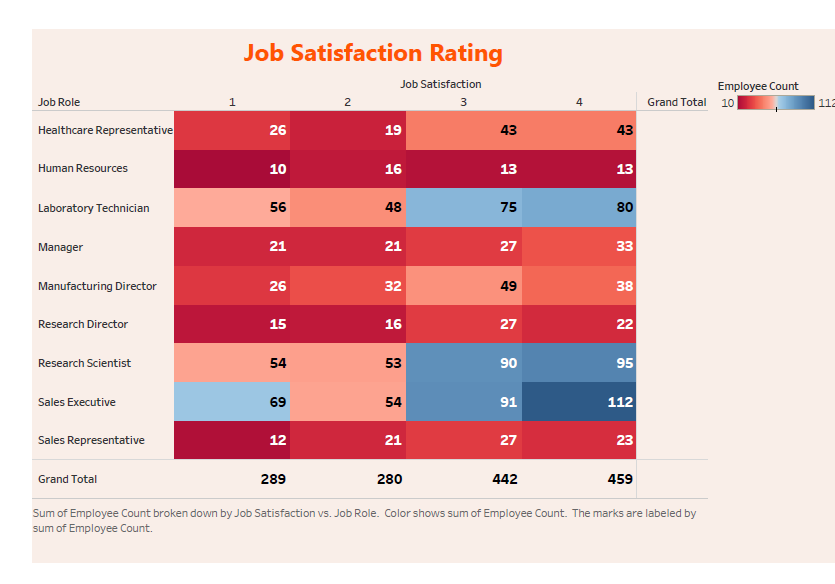 Job Satisfaction Rating
Job Satisfaction
Employee Count
Job Role 1 2 3 4 Grand Total
10 112
Healthcare Representative 26 19 43 43
Human Resources 10 16 13 13
Laboratory Technician 56 48 75 80
Manager 21 21 27 33
Manufacturing Director 26 32 49 38
Research Director 15 16 27 22
Research Scientist 54 53 90 95
Sales Executive 69 54 91 112
Sales Representative 12 21 27 23
Grand Total 289 280 442 459
Sum of Employee Count broken down by Job Satisfaction vs. Job Role.  Color shows sum of Employee Count.  The marks are labeled by
sum of Employee Count.